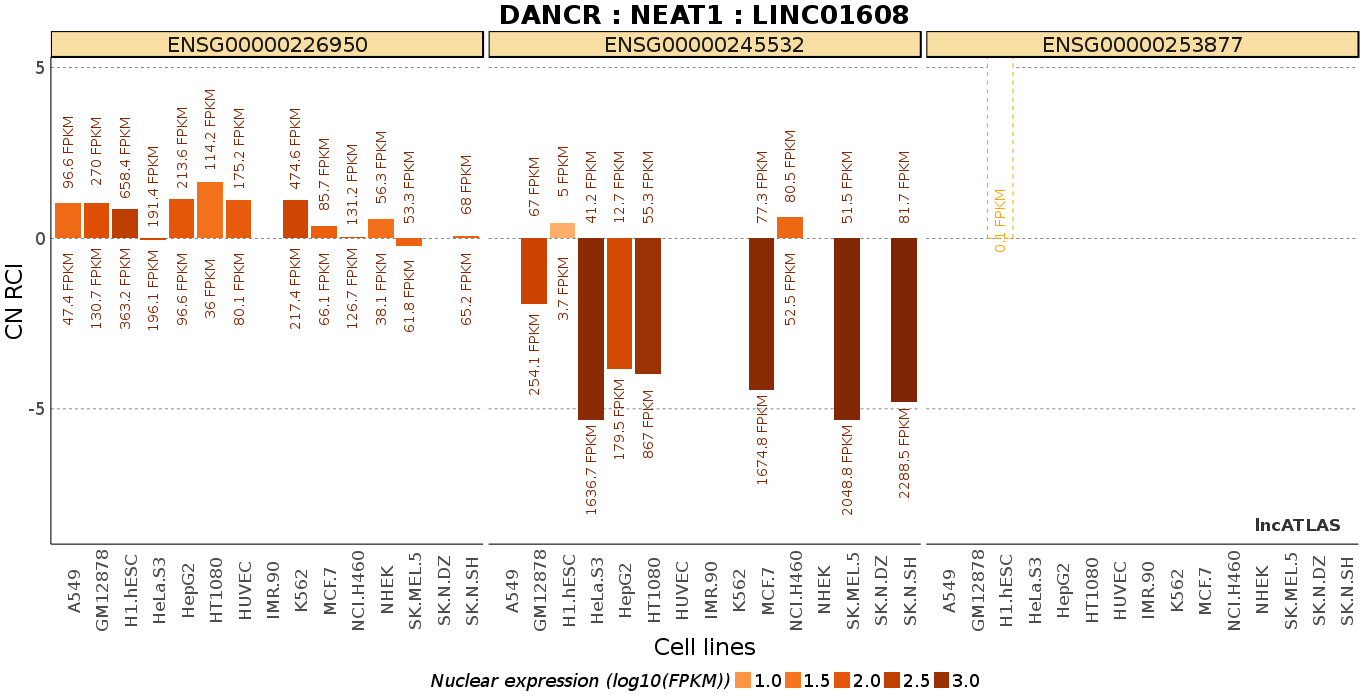 DANCR : NEAT1 : LINC01608
ENSG00000226950
ENSG00000245532
ENSG00000253877
CN RCI
5
0
-5
96.6 FPKM
270 FPKM
658.4 FPKM
191.4 FPKM
213.6 FPKM
114.2 FPKM
175.2 FPKM
474.6 FPKM
85.7 FPKM
131.2 FPKM
56.3 FPKM
53.3 FPKM
68 FPKM
47.4 FPKM
130.7 FPKM
363.2 FPKM
196.1 FPKM
96.6 FPKM
36 FPKM
80.1 FPKM
217.4 FPKM
66.1 FPKM
126.7 FPKM
38.1 FPKM
61.8 FPKM
65.2 FPKM
67 FPKM
5 FPKM
41.2 FPKM
12.7 FPKM
55.3 FPKM
77.3 FPKM
80.5 FPKM
51.5 FPKM
81.7 FPKM
254.1 FPKM
3.7 FPKM
1636.7 FPKM
179.5 FPKM
867 FPKM
1674.8 FPKM
52.5 FPKM
2048.8 FPKM
2288.5 FPKM
0.1 FPKM
lncATLAS
A549
GM12878
H1.hESC
HeLa.S3
HepG2
HT1080
HUVEC
IMR.90
K562
MCF.7
NCI.H460
NHEK
SK.MEL.5
SK.N.DZ
SK.N.SH
A549
GM12878
H1.hESC
HeLa.S3
HepG2
HT1080
HUVEC
IMR.90
K562
MCF.7
NCI.H460
NHEK
SK.MEL.5
SK.N.DZ
SK.N.SH
A549
GM12878
H1.hESC
HeLa.S3
HepG2
HT1080
HUVEC
IMR.90
K562
MCF.7
NCI.H460
NHEK
SK.MEL.5
SK.N.DZ
SK.N.SH
Cell lines
Nuclear expression (log10(FPKM)) 1.0 1.5 2.0 2.5 3.0